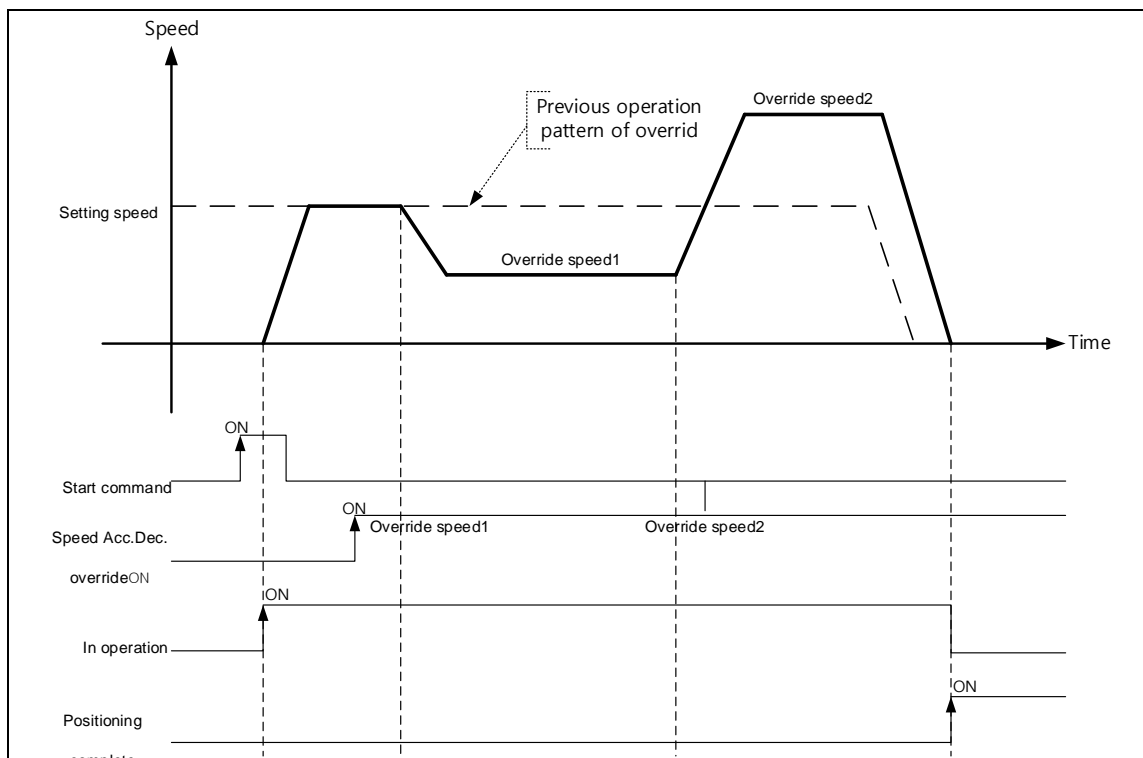 Speed
Override speed2
Previous operation
pattern of overrid
Setting speed
Override speed1
Time
ON
Start command
ON
Override speed1
Override speed2
Speed Acc.Dec.
overrideON
ON
In operation
ON
Positioning